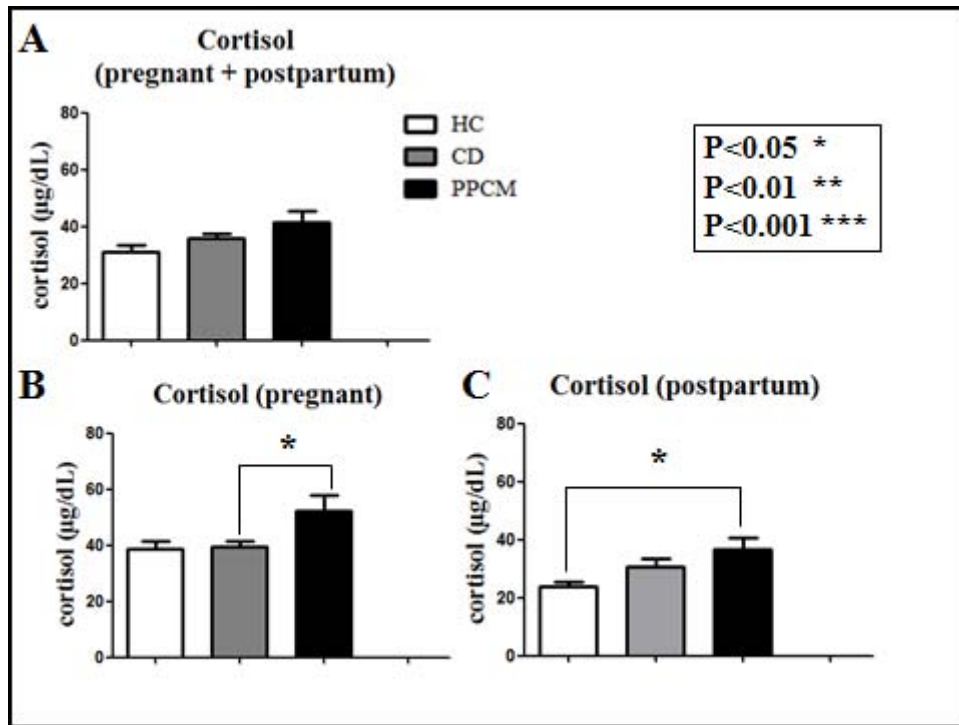 A
Cortisol
(pregnant + postpartum)
80
60
40
20
0
cortisol (µg/dL)
HC
CD
PPCM
P<0.05 *
P<0.01 **
P<0.001 ***
B
Cortisol (pregnant)
80
60
40
20
0
cortisol (µg/dL)
*
C
Cortisol (postpartum)
80
60
40
20
0
cortisol (µg/dL)
*